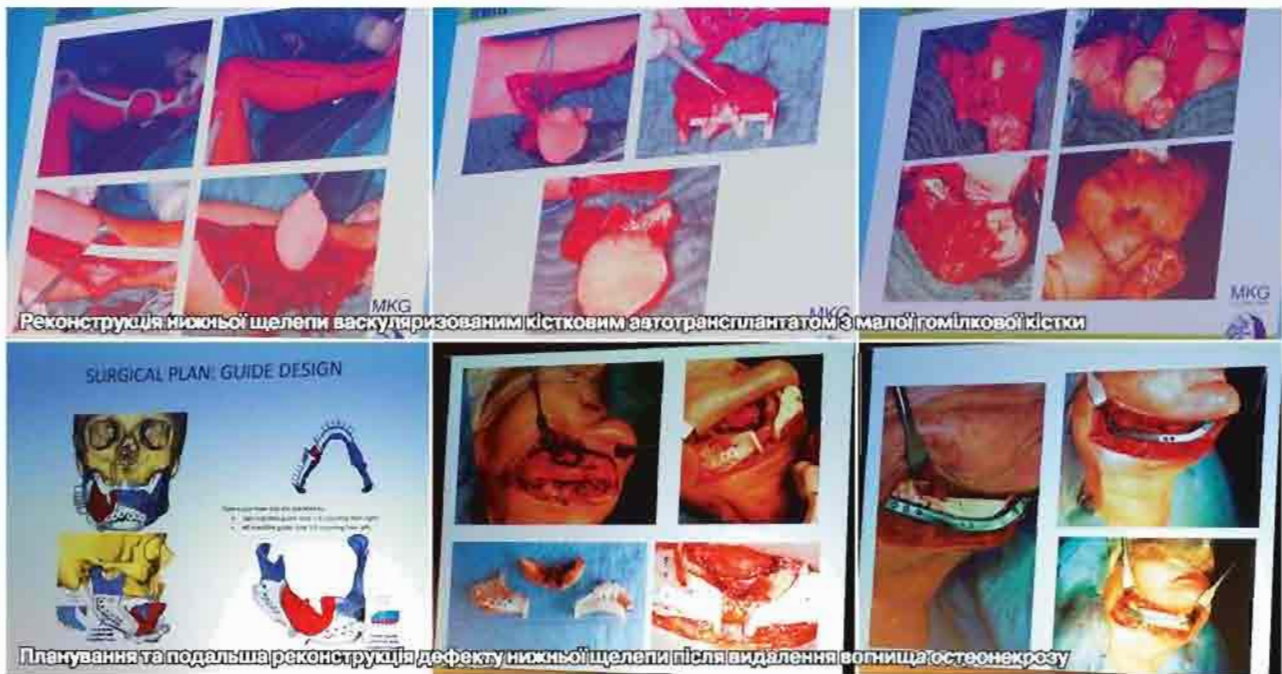 MKG
MKG
Реконструкція нижньої щелепи васкуляризованим кістковим автотрансплантатом з малої гомілкової кістки
SURGICAL PLAN: GUIDE DESIGN
Планування та подальша реконструкція дефекту нижньої щелепи після видалення вогнища остеонекрозу